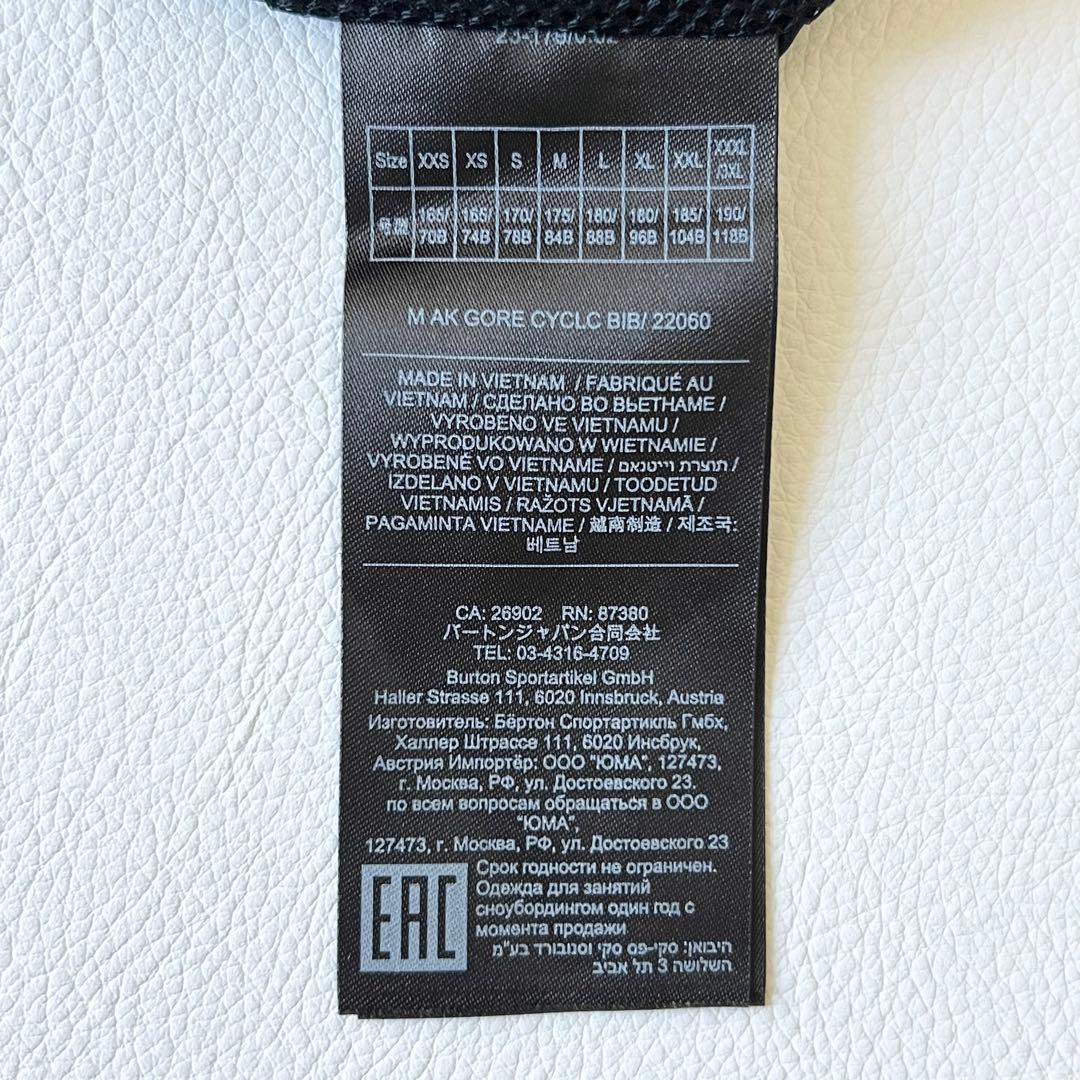 Size XXS XS S M L XL XXL XXXL/3XL
号型 165/70B 165/74B 170/78B 175/84B 180/88B 180/96B 185/104B 190/118B
M AK GORE CYCLC BIB/ 22060
MADE IN VIETNAM / FABRIQUÉ AU
VIETNAM / СДЕЛАНО ВО ВЬЕТНАМЕ /
VYROBENO VE VIETNAMU /
WYPRODUKOWANO W WIETNAMIE /
VYROBENÉ VO VIETNAME / תוצרת וייטנאם /
IZDELANO V VIETNAMU / TOODETUD
VIETNAMIS / RAŽOTS VJETNAMĀ /
PAGAMINTA VIETNAME / 越南制造 / 제조국:
베트남
CA: 26902 RN: 87380
バートンジャパン合同会社
TEL: 03-4316-4709
Burton Sportartikel GmbH
Haller Strasse 111, 6020 Innsbruck, Austria
Изготовитель: Бёртон Спортартикль Гмбх,
Халлер Штрассе 111, 6020 Инсбрук,
Австрия Импортёр: ООО "ЮМА", 127473,
г. Москва, РФ, ул. Достоевского 23.
по всем вопросам обращаться в ООО
"ЮМА",
127473, г. Москва, РФ, ул. Достоевского 23
EAC
Срок годности не ограничен.
Одежда для занятий
сноубордингом один год с
момента продажи
היבואן: סקי-פס סקי וסנובורד בע"מ
השלושה 3 תל אביב